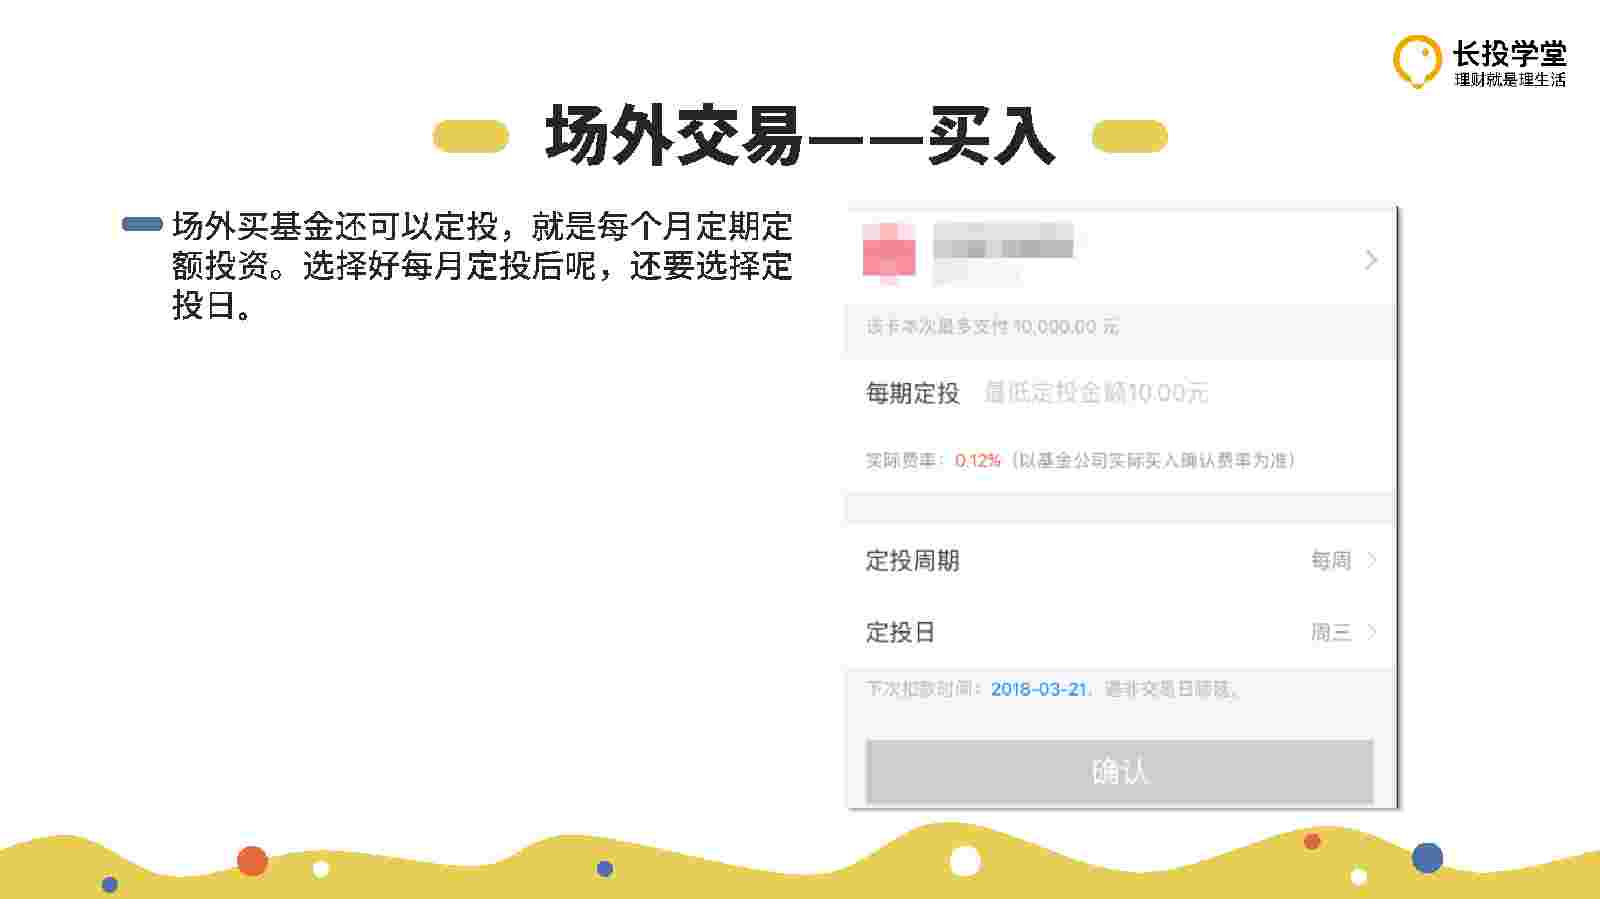 长投学堂
理财就是理生活
场外交易——买入
场外买基金还可以定投，就是每个月定期定
额投资。选择好每月定投后呢，还要选择定
投日。
该卡本次最多支付 10,000.00 元
每期定投 最低定投金额10.00元
实际费率：0.12%（以基金公司实际买入确认费率为准）
定投周期 每周
定投日 周三
下次扣款时间：2018-03-21，遇非交易日顺延。
确认